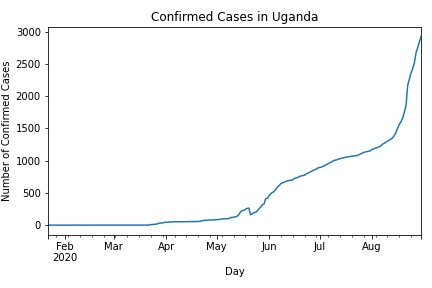 Confirmed Cases in Uganda
3000
2500
2000
1500
1000
500
0
Number of Confirmed Cases
Feb Mar Apr May Jun Jul Aug
2020
Day